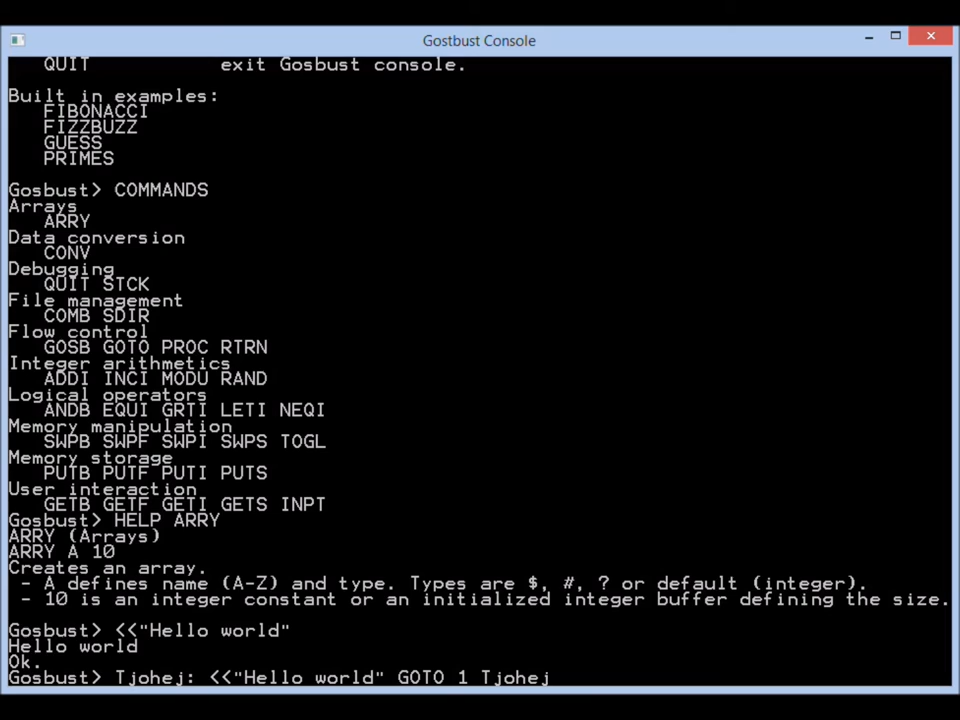 Gostbust Console
QUIT exit Gosbust console.
Built in examples:
FIBONACCI
FIZZBUZZ
GUESS
PRIMES
Gosbust> COMMANDS
Arrays
ARRY
Data conversion
CONV
Debugging
QUIT STCK
File management
COMB SDIR
Flow control
GOSB GOTO PROC RTRN
Integer arithmetics
ADDI INCI MODU RAND
Logical operators
ANDB EQUI GRTI LETI NEQI
Memory manipulation
SWPB SWPF SWPI SWPS TOGL
Memory storage
PUTB PUTF PUTI PUTS
User interaction
GETB GETF GETI GETS INPT
Gosbust> HELP ARRY
ARRY (Arrays)
ARRY A 10
Creates an array.
- A defines name (A-Z) and type. Types are $, #, ? or default (integer).
- 10 is an integer constant or an initialized integer buffer defining the size.
Gosbust> <<"Hello world"
Hello world
Ok.
Gosbust> Tjohej: <<"Hello world" GOTO 1 Tjohej